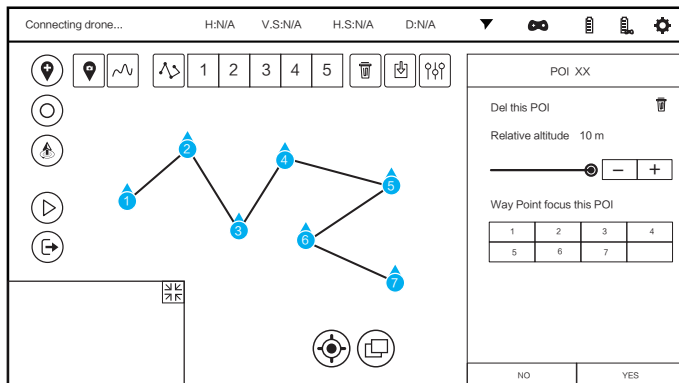 Connecting drone... H:N/A V.S:N/A H.S:N/A D:N/A
1 2 3 4 5
POI XX
Del this POI
Relative altitude 10 m
− +
Way Point focus this POI
1 2 3 4
5 6 7
1
2
3
4
5
6
7
NO YES